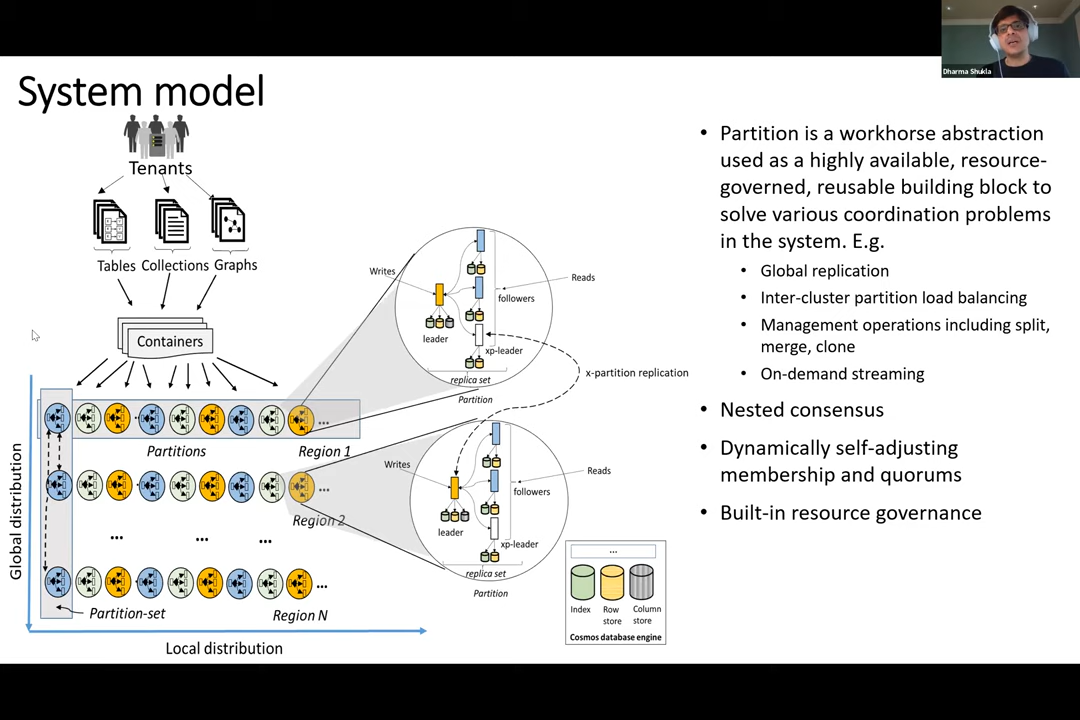 Dharma Shukla
System model
Tenants
Tables Collections Graphs
Containers
Partitions
Region 1
Region 2
Region N
...
Partition-set
Global distribution
Local distribution
Writes
Reads
followers
leader
xp-leader
replica set
Partition
x-partition replication
Writes
Reads
followers
leader
xp-leader
replica set
Partition
...
Index
Row
store
Column
store
Cosmos database engine
• Partition is a workhorse abstraction
used as a highly available, resource-
governed, reusable building block to
solve various coordination problems
in the system. E.g.
• Global replication
• Inter-cluster partition load balancing
• Management operations including split,
merge, clone
• On-demand streaming
• Nested consensus
• Dynamically self-adjusting
membership and quorums
• Built-in resource governance